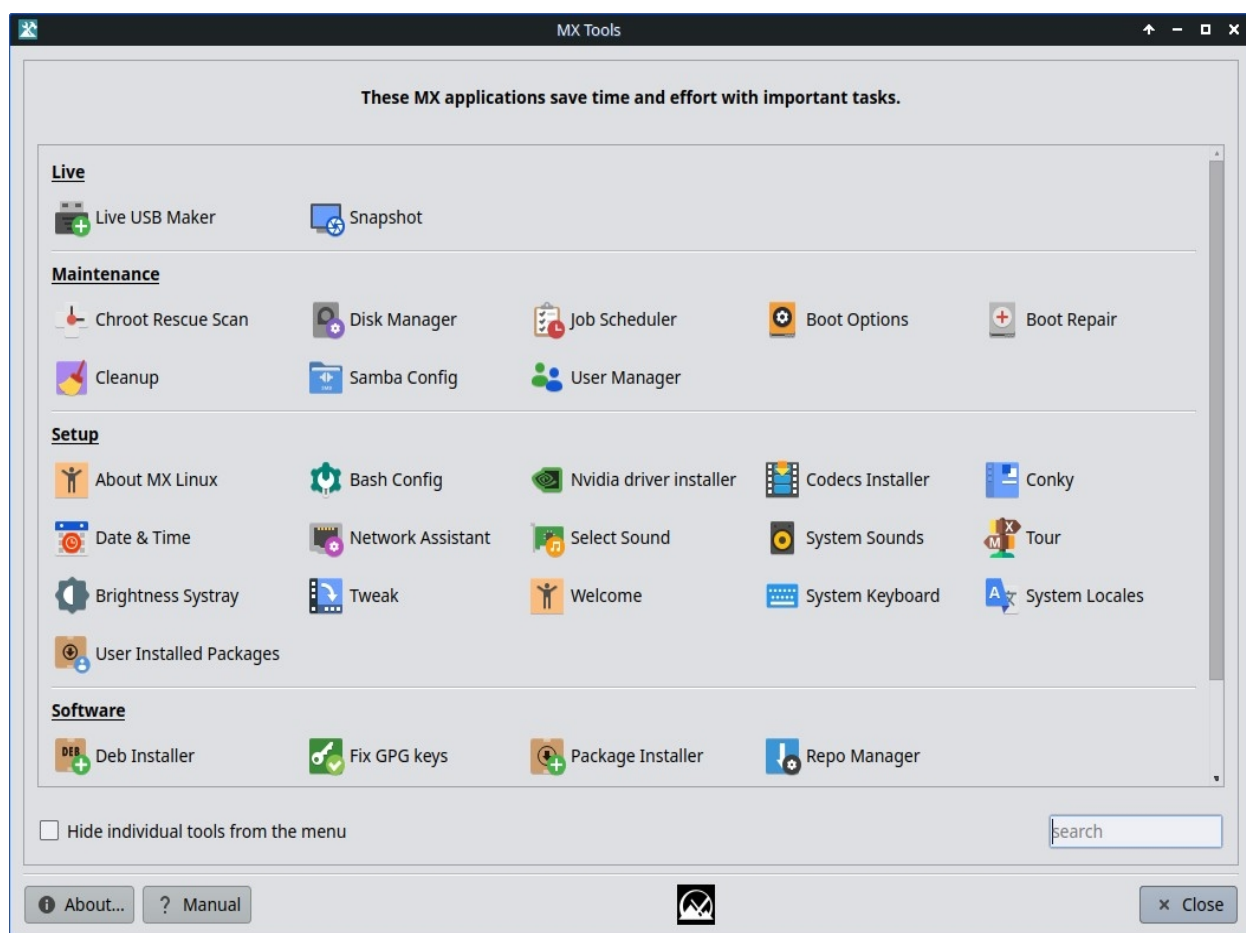 MX Tools
These MX applications save time and effort with important tasks.
Live
Live USB Maker Snapshot
Maintenance
Chroot Rescue Scan Disk Manager Job Scheduler Boot Options Boot Repair
Cleanup Samba Config User Manager
Setup
About MX Linux Bash Config Nvidia driver installer Codecs Installer Conky
Date & Time Network Assistant Select Sound System Sounds Tour
Brightness Systray Tweak Welcome System Keyboard System Locales
User Installed Packages
Software
DEB Deb Installer Fix GPG keys Package Installer Repo Manager
Hide individual tools from the menu search
About... ? Manual Close